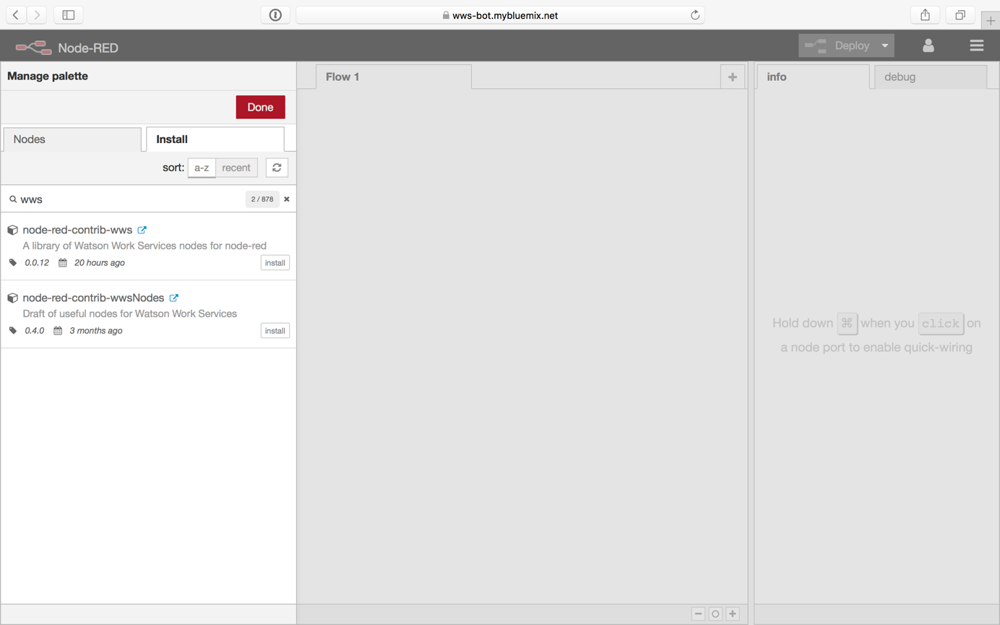 wws-bot.mybluemix.net
Node-RED
Deploy
Manage palette
Done
Nodes
Install
sort: a-z recent
wws
2 / 878
node-red-contrib-wws
A library of Watson Work Services nodes for node-red
0.0.12 20 hours ago
install
node-red-contrib-wwsNodes
Draft of useful nodes for Watson Work Services
0.4.0 3 months ago
install
Flow 1
info
debug
Hold down ⌘ when you click on
a node port to enable quick-wiring